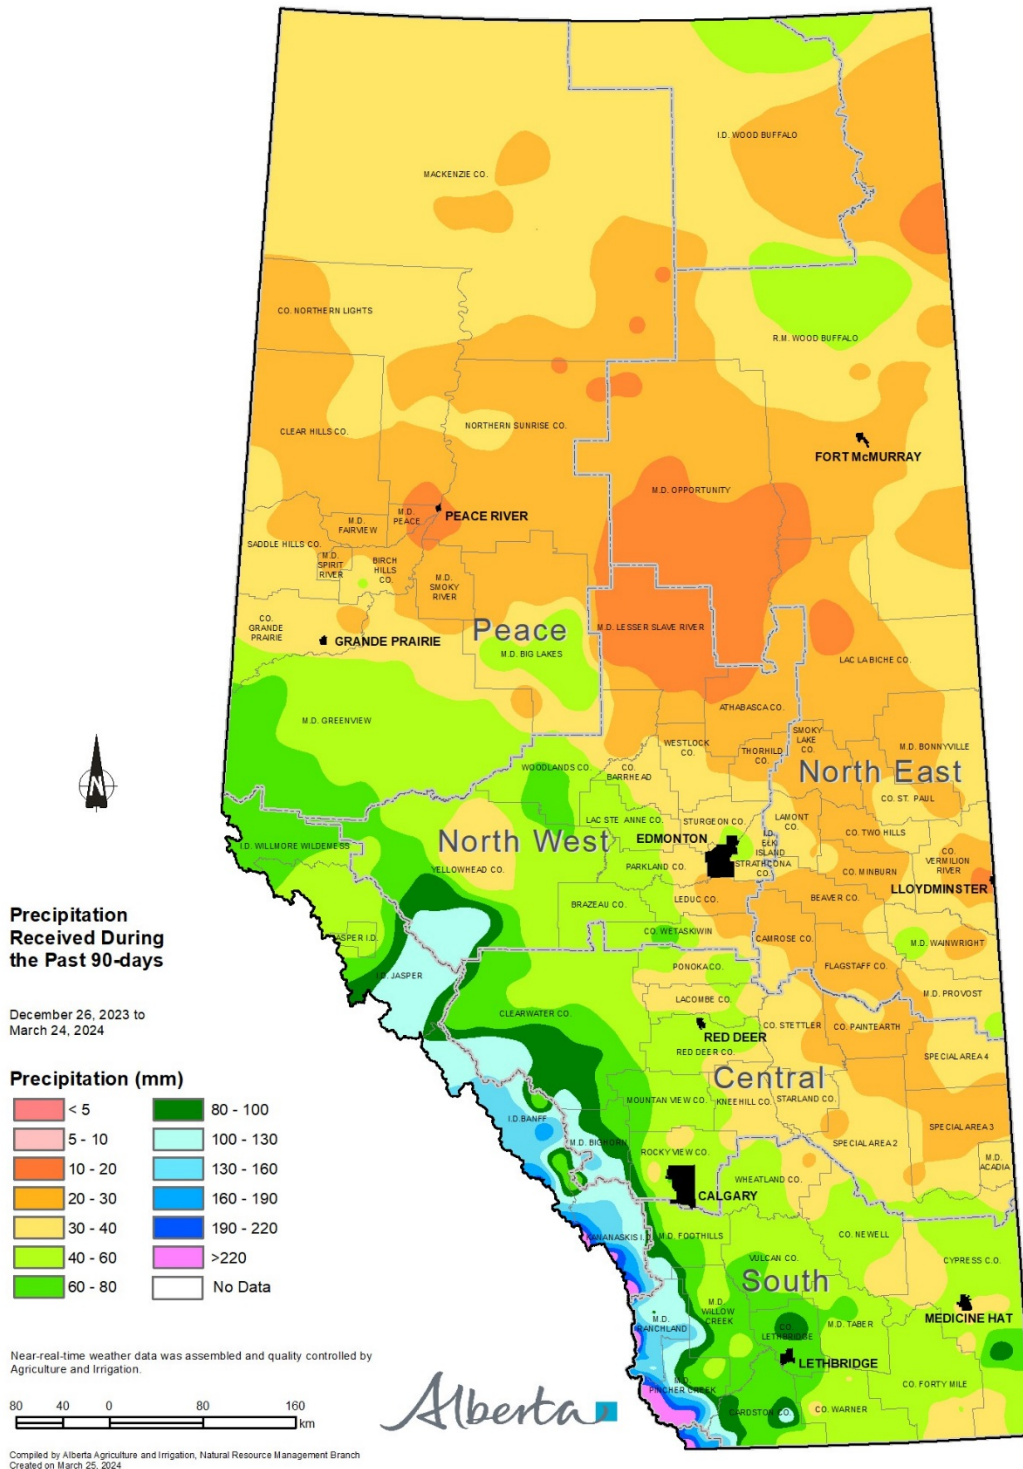 I.D. WOOD BUFFALO
MACKENZIE CO.
CO. NORTHERN LIGHTS
R.M. WOOD BUFFALO
CLEAR HILLS CO.
NORTHERN SUNRISE CO.
FORT McMURRAY
M.D. OPPORTUNITY
M.D.
PEACE
PEACE RIVER
M.D.
FAIRVIEW
SADDLE HILLS CO.
M.D.
SPIRIT
RIVER
BIRCH
HILLS
CO.
M.D.
SMOKY
RIVER
CO.
GRANDE
PRAIRIE
GRANDE PRAIRIE
Peace
M.D. BIG LAKES
M.D. LESSER SLAVE RIVER
LAC LA BICHE CO.
M.D. GREENVIEW
ATHABASCA CO.
WESTLOCK
CO.
THORHILD
CO.
SMOKY
LAKE
CO.
M.D. BONNYVILLE
WOODLANDS CO.
CO.
BARRHEAD
North East
CO. ST. PAUL
N
LAC STE ANNE CO.
STURGEON CO.
LAMONT
CO.
North West
EDMONTON
I.D.
ELK
ISLAND
CO. TWO HILLS
I.D. WILLMORE WILDENESS
YELLOWHEAD CO.
PARKLAND CO.
STRATHCONA
CO.
CO. MINBURN
CO.
VERMILION
RIVER
LLOYDMINSTER
BRAZEAU CO.
LEDUC CO.
BEAVER CO.
JASPER I.D.
CO. WETASKIWIN
CAMROSE CO.
M.D. WAINWRIGHT
I.D. JASPER
PONOKA CO.
FLAGSTAFF CO.
LACOMBE CO.
M.D. PROVOST
CLEARWATER CO.
RED DEER
CO. STETTLER
CO. PAINTEARTH
RED DEER CO.
SPECIAL AREA 4
Central
MOUNTAN VIEW CO.
KNEEHILL CO.
STARLAND CO.
I.D. BANFF
M.D. BIGHORN
SPECIAL AREA 2
SPECIAL AREA 3
ROCKY VIEW CO.
M.D.
ACADIA
CALGARY
WHEATLAND CO.
KANANASKIS I.D.
M.D. FOOTHILLS
CO. NEWELL
VULCAN CO.
CYPRESS C.O.
South
M.D.
WILLOW
CREEK
M.D.
RANCHLAND
CO.
LETHBRIDGE
M.D. TABER
MEDICINE HAT
LETHBRIDGE
M.D.
PINCHER CREEK
CO. FORTY MILE
CARDSTON CO.
CO. WARNER
Precipitation
Received During
the Past 90-days
December 26, 2023 to
March 24, 2024
Precipitation (mm)
< 5
5 - 10
10 - 20
20 - 30
30 - 40
40 - 60
60 - 80
80 - 100
100 - 130
130 - 160
160 - 190
190 - 220
>220
No Data
Near-real-time weather data was assembled and quality controlled by
Agriculture and Irrigation.
80 40 0 80 160
km
Alberta
Compiled by Alberta Agriculture and Irrigation, Natural Resource Management Branch
Created on March 25, 2024